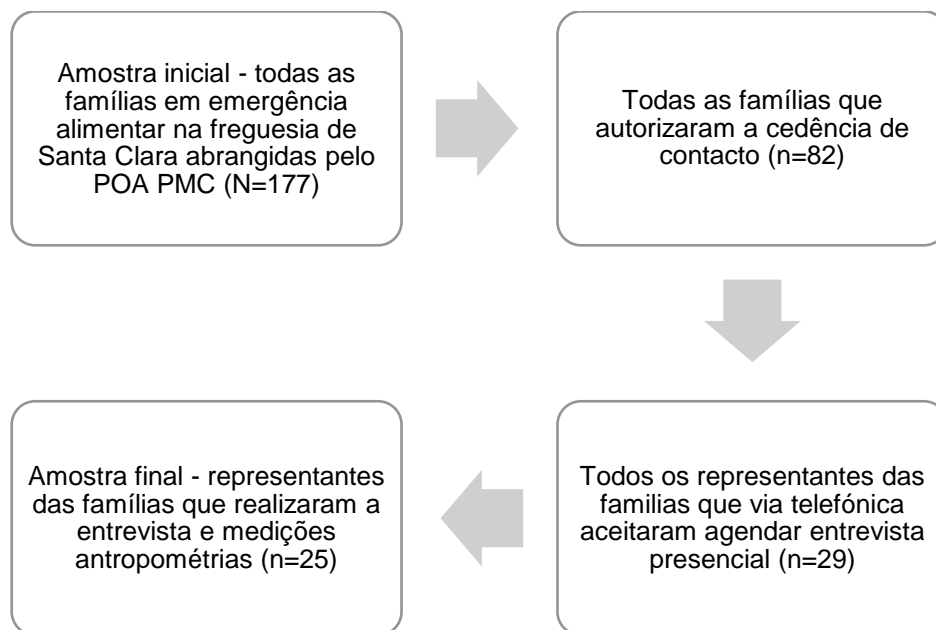 Amostra inicial - todas as
famílias em emergência
alimentar na freguesia de
Santa Clara abrangidas pelo
POA PMC (N=177)
Todas as famílias que
autorizaram a cedência de
contacto (n=82)
Todos os representantes das
familias que via telefónica
aceitaram agendar entrevista
presencial (n=29)
Amostra final - representantes
das famílias que realizaram a
entrevista e medições
antropométrias (n=25)